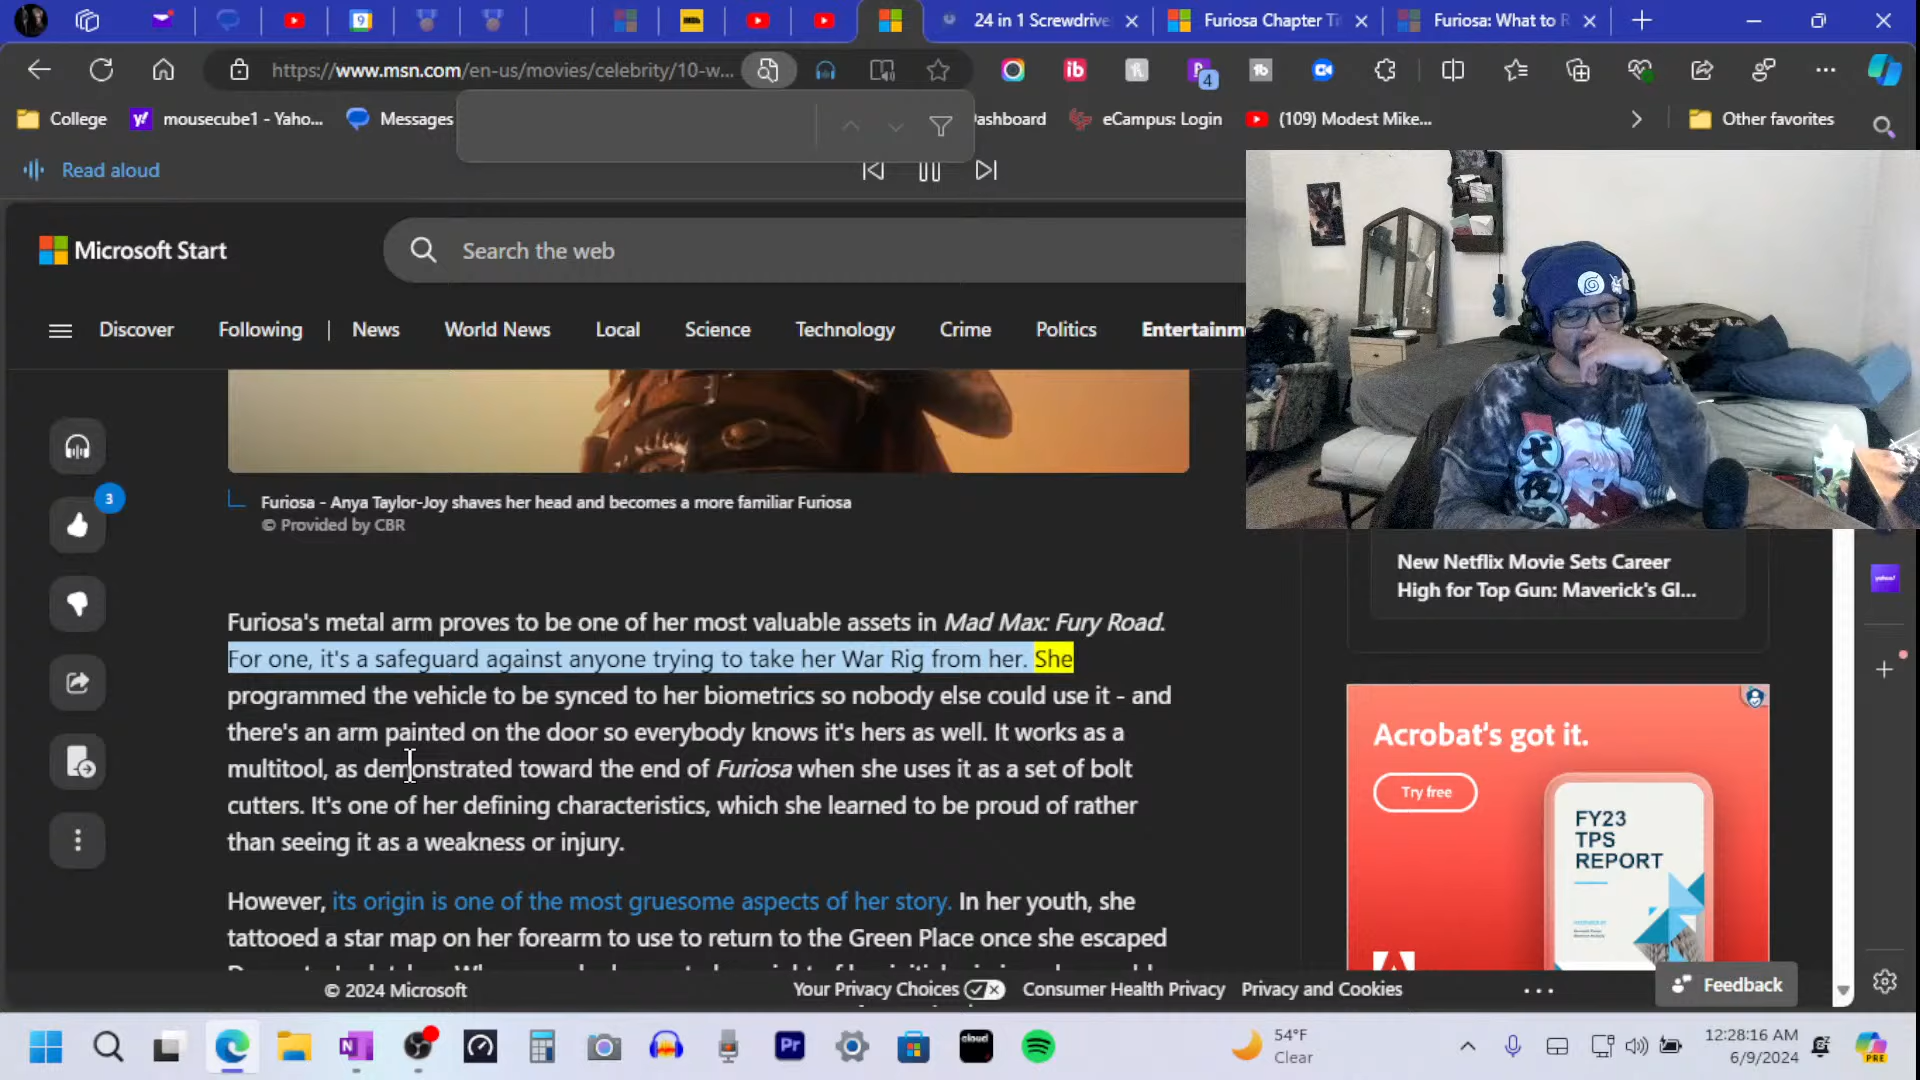 9
24 in 1 Screwdrive
Furiosa Chapter Ti
Furiosa: What to R
https://www.msn.com/en-us/movies/celebrity/10-w...
4
College
mousecube1 - Yaho...
Messages
Dashboard
eCampus: Login
(109) Modest Mike...
Other favorites
Read aloud
Microsoft Start
Search the web
Discover
Following
News
World News
Local
Science
Technology
Crime
Politics
Entertainm
3
Furiosa - Anya Taylor-Joy shaves her head and becomes a more familiar Furiosa
© Provided by CBR
Furiosa's metal arm proves to be one of her most valuable assets in Mad Max: Fury Road.
For one, it's a safeguard against anyone trying to take her War Rig from her. She
programmed the vehicle to be synced to her biometrics so nobody else could use it - and
there's an arm painted on the door so everybody knows it's hers as well. It works as a
multitool, as demonstrated toward the end of Furiosa when she uses it as a set of bolt
cutters. It's one of her defining characteristics, which she learned to be proud of rather
than seeing it as a weakness or injury.
However, its origin is one of the most gruesome aspects of her story. In her youth, she
tattooed a star map on her forearm to use to return to the Green Place once she escaped
New Netflix Movie Sets Career
High for Top Gun: Maverick's Gl...
Acrobat's got it.
Try free
FY23
TPS
REPORT
© 2024 Microsoft
Your Privacy Choices
Consumer Health Privacy
Privacy and Cookies
...
Feedback
Pr
cloud
54°F
Clear
12:28:16 AM
6/9/2024
PRE